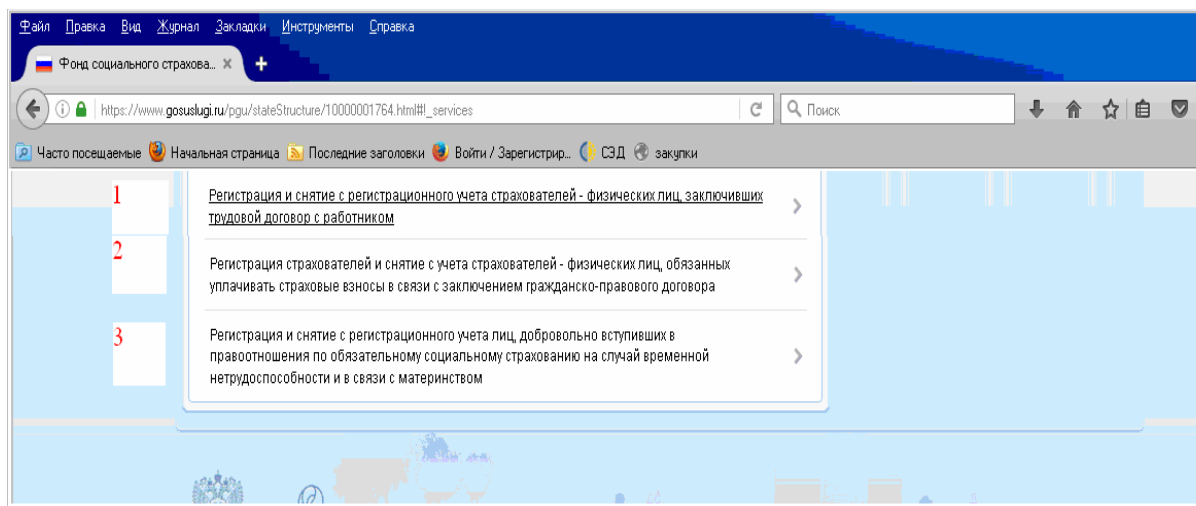 Файл Правка Вид Журнал Закладки Инструменты Справка
Фонд социального страхова...
https://www.gosuslugi.ru/pgu/stateStructure/10000001764.html#!_services
Поиск
Часто посещаемые Начальная страница Последние заголовки Войти / Зарегистрир... СЭД закупки
1
Регистрация и снятие с регистрационного учета страхователей - физических лиц, заключивших
трудовой договор с работником
2
Регистрация страхователей и снятие с учета страхователей - физических лиц, обязанных
уплачивать страховые взносы в связи с заключением гражданско-правового договора
3
Регистрация и снятие с регистрационного учета лиц, добровольно вступивших в
правоотношения по обязательному социальному страхованию на случай временной
нетрудоспособности и в связи с материнством